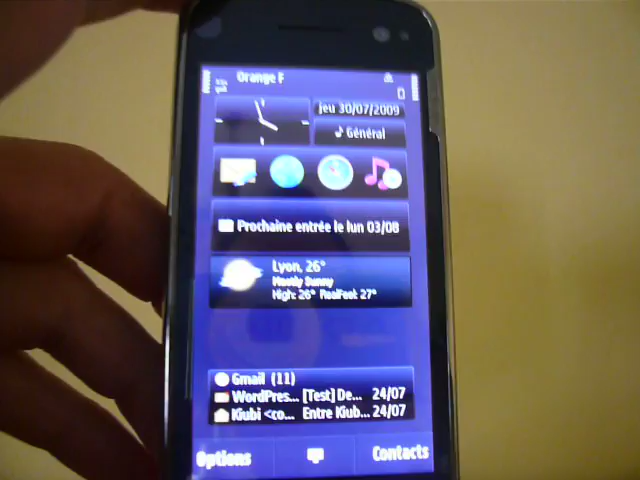 Orange F
jeu 30/07/2009
Général
Prochaine entrée le lun 03/08
Lyon, 26°
Mostly Sunny
High: 26° RealFeel: 27°
Gmail (11)
WordPres... [Test] De... 24/07
Kiubi <co... Entre Kiub... 24/07
Options
Contacts